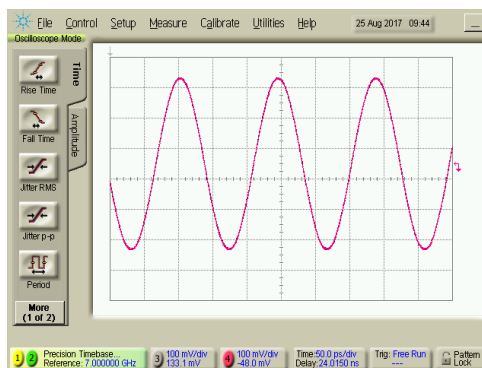 File Control Setup Measure Calibrate Utilities Help 25 Aug 2017 09:44
Oscilloscope Mode
Time
Amplitude
Rise Time
Fall Time
Jitter RMS
Jitter p-p
Period
More
(1 of 2)
1 2 Precision Timebase...
Reference: 7.000000 GHz
3 100 mV/div
133.1 mV
4 100 mV/div
-48.0 mV
Time:50.0 ps/div
Delay:24.0150 ns
Trig: Free Run
---
Pattern
Lock